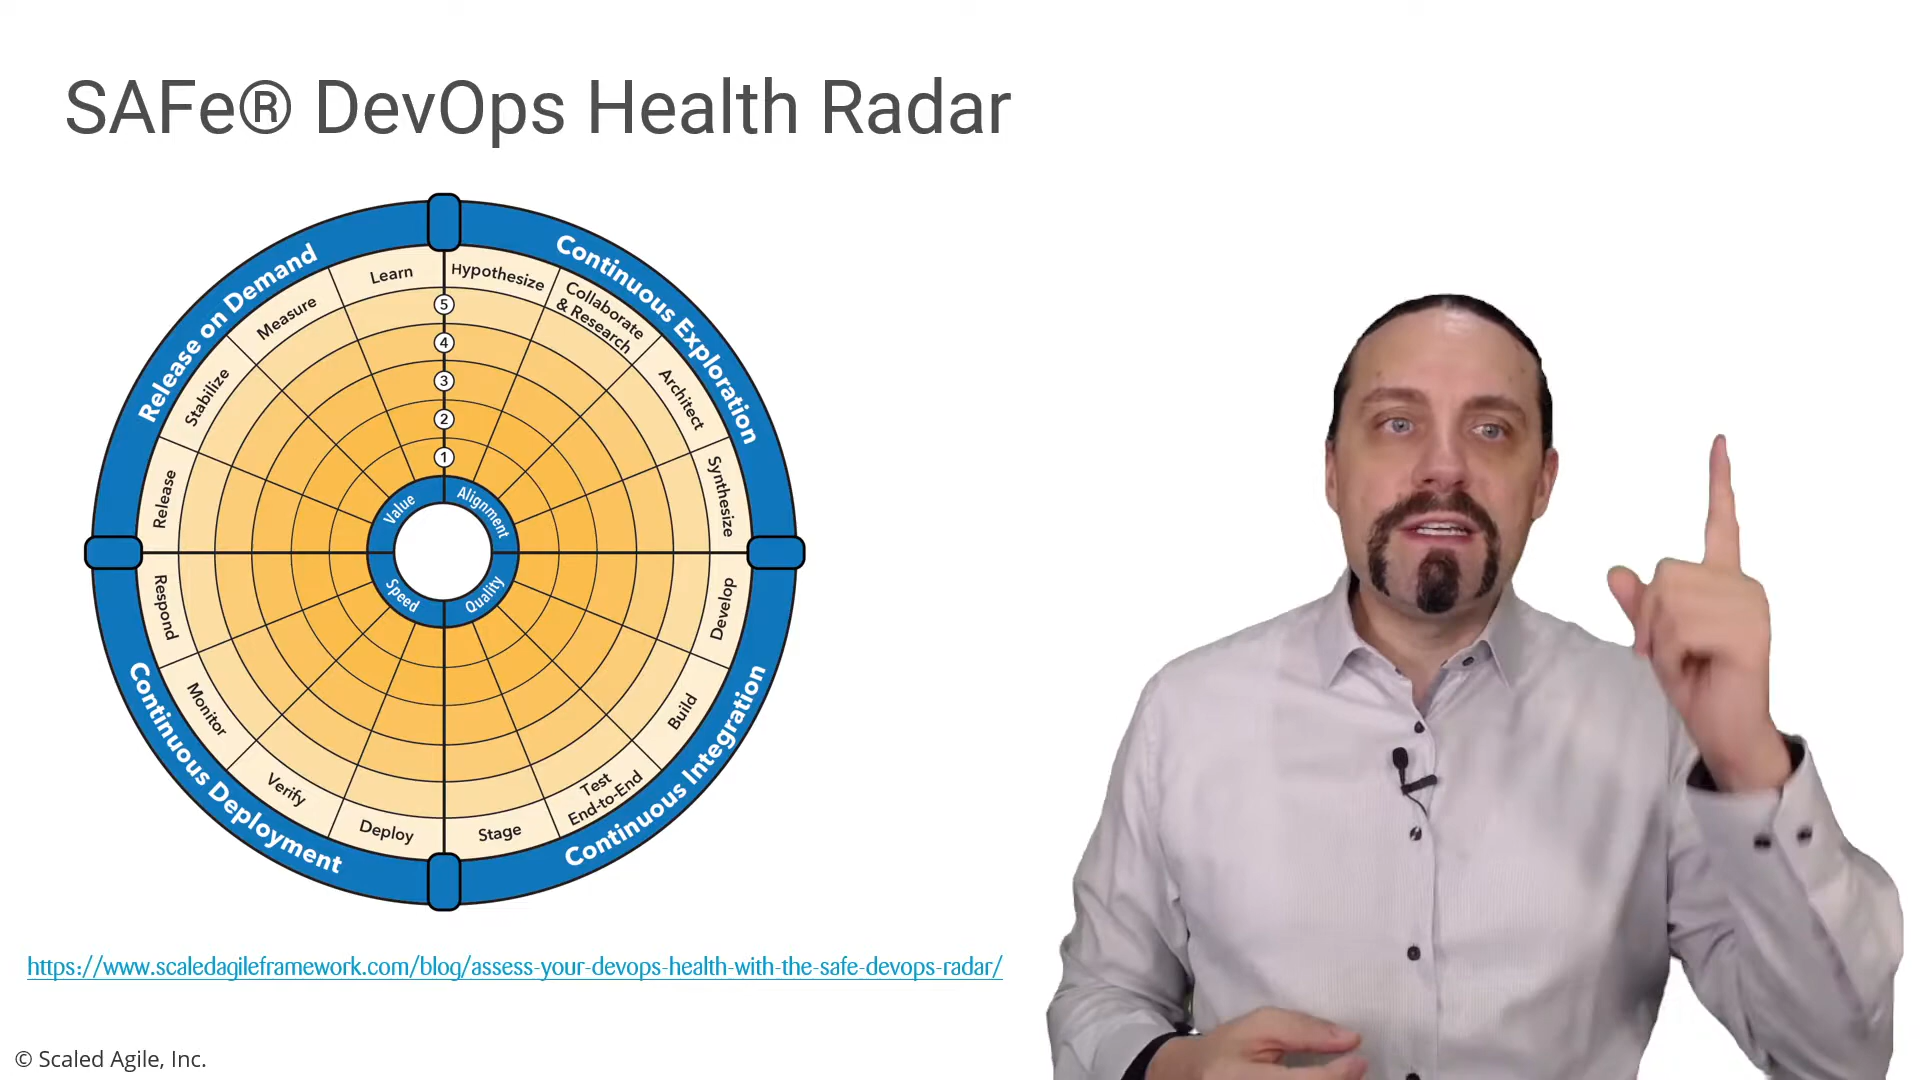 SAFe® DevOps Health Radar
Continuous Exploration
Hypothesize
Collaborate
& Research
Architect
Synthesize
Continuous Integration
Develop
Build
Test
End-to-End
Stage
Continuous Deployment
Deploy
Verify
Monitor
Respond
Release on Demand
Release
Stabilize
Measure
Learn
5
4
3
2
1
Value
Alignment
Quality
Speed
https://www.scaledagileframework.com/blog/assess-your-devops-health-with-the-safe-devops-radar/
© Scaled Agile, Inc.